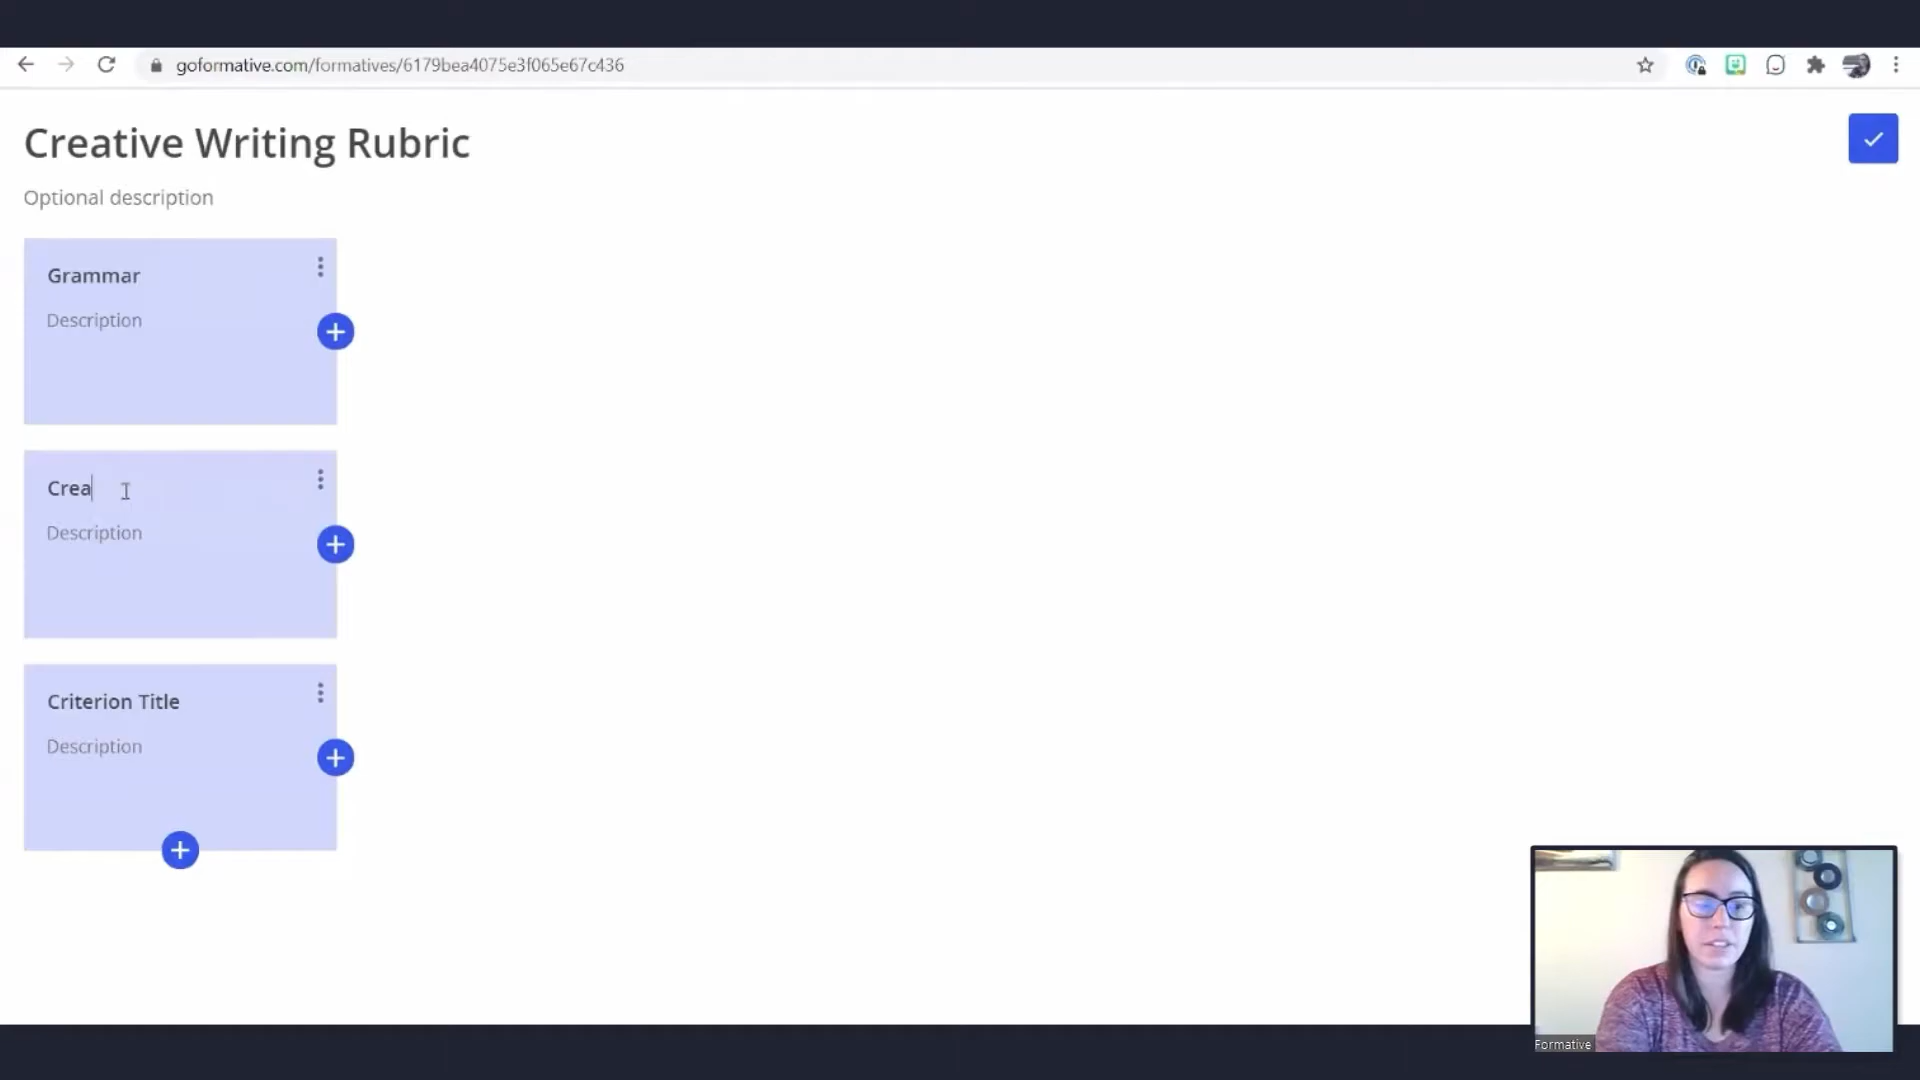 goformative.com/formatives/6179bea4075e3f065e67c436
Creative Writing Rubric
Optional description
Grammar
Description
Crea
Description
Criterion Title
Description
Formative